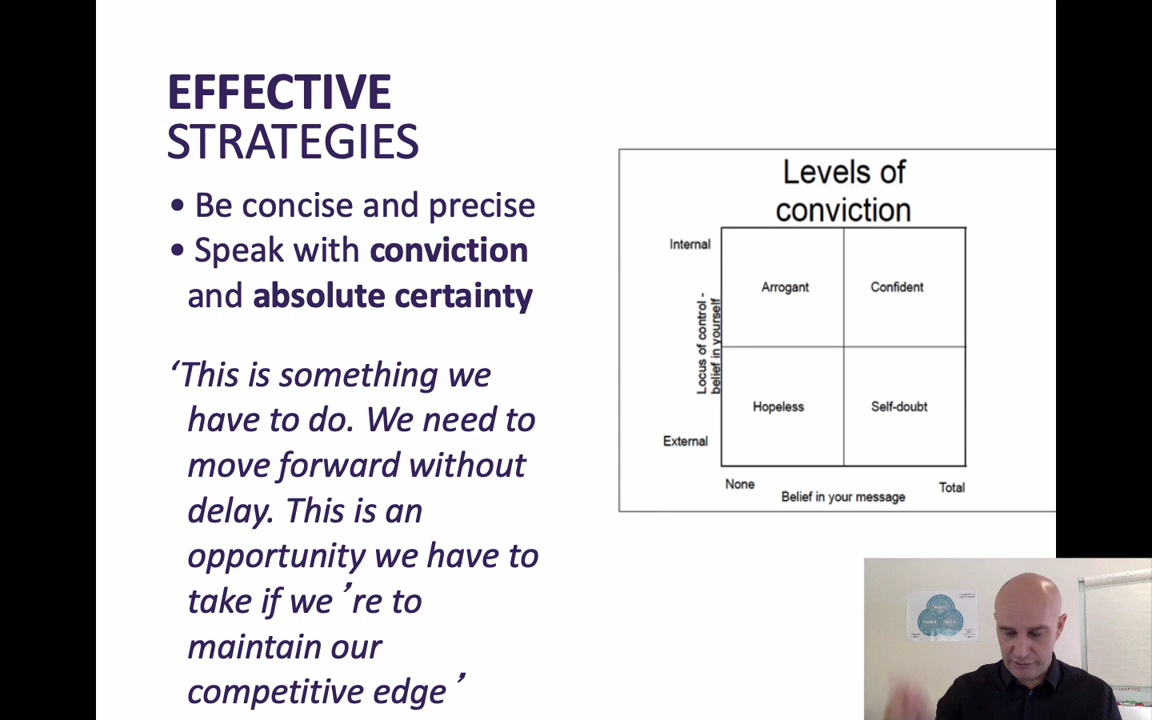 EFFECTIVE
STRATEGIES
• Be concise and precise
• Speak with conviction
and absolute certainty
‘This is something we
have to do. We need to
move forward without
delay. This is an
opportunity we have to
take if we ’re to
maintain our
competitive edge ’
Levels of
conviction
Internal
Arrogant
Confident
Locus of control -
belief in yourself
Hopeless
Self-doubt
External
None
Total
Belief in your message